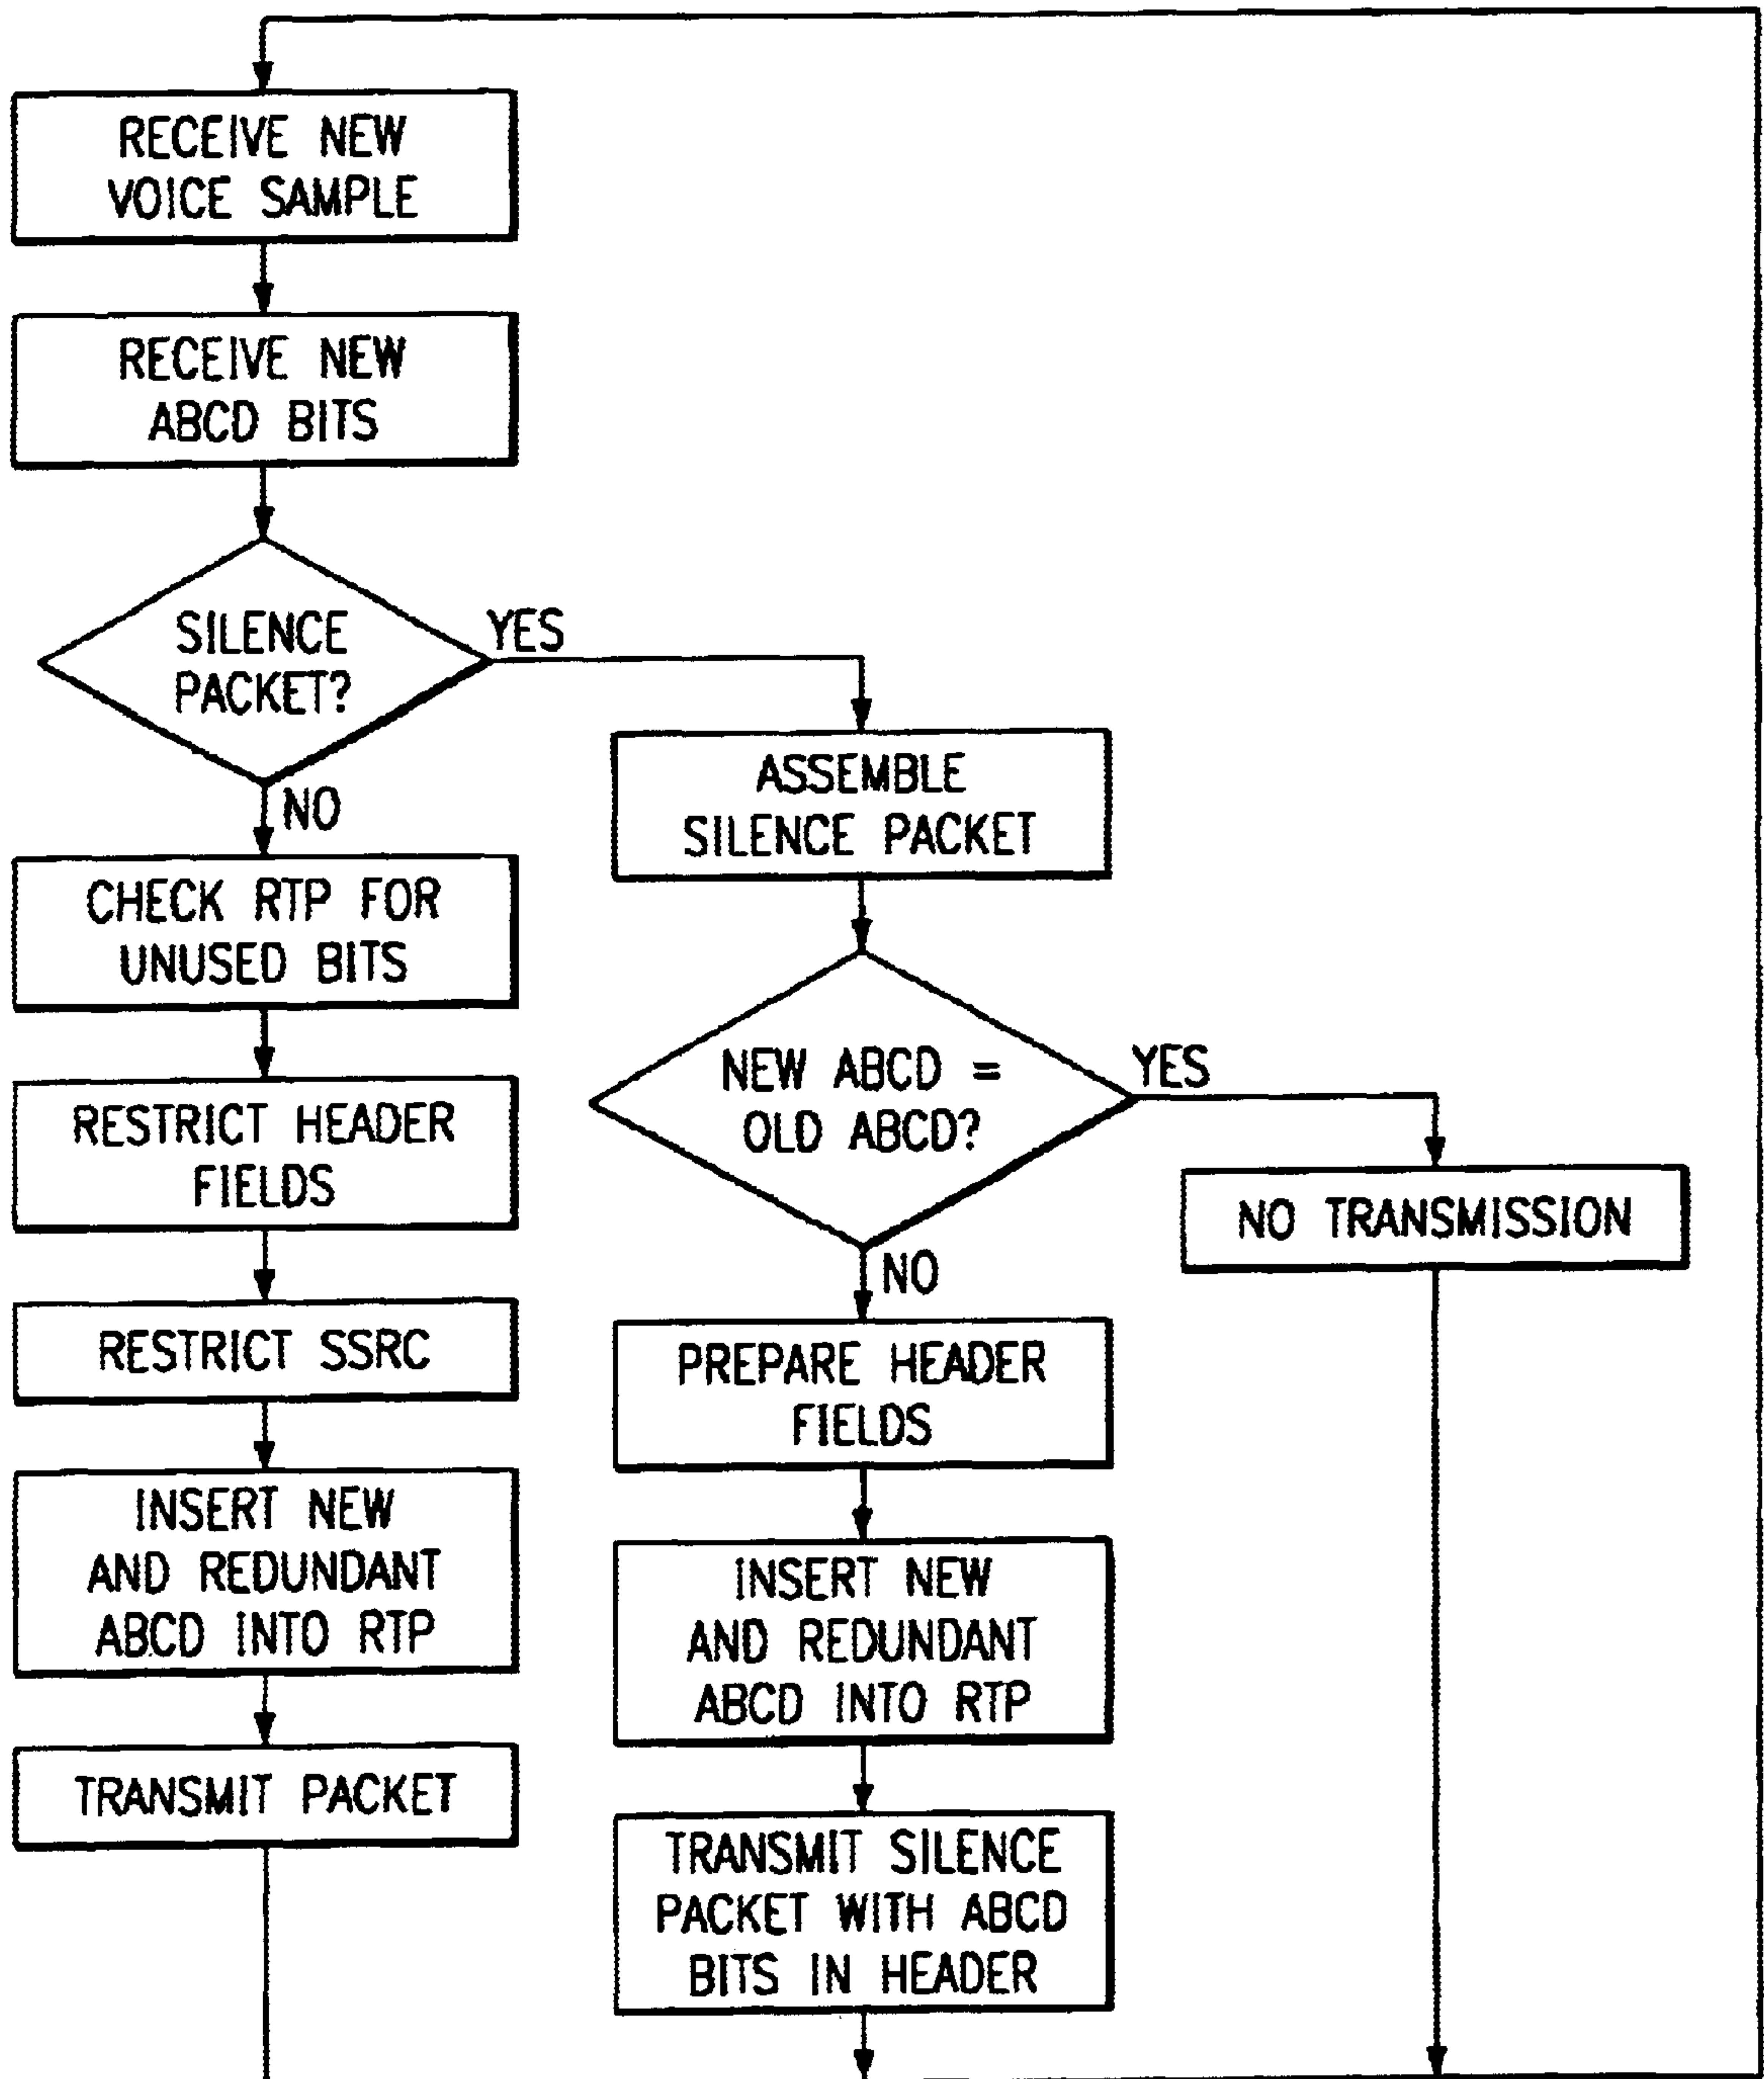 RECEIVE NEW
VOICE SAMPLE
RECEIVE NEW
ABCD BITS
SILENCE
PACKET?
YES
NO
CHECK RTP FOR
UNUSED BITS
RESTRICT HEADER
FIELDS
RESTRICT SSRC
INSERT NEW
AND REDUNDANT
ABCD INTO RTP
TRANSMIT PACKET
ASSEMBLE
SILENCE PACKET
NEW ABCD =
OLD ABCD?
YES
NO
PREPARE HEADER
FIELDS
INSERT NEW
AND REDUNDANT
ABCD INTO RTP
TRANSMIT SILENCE
PACKET WITH ABCD
BITS IN HEADER
NO TRANSMISSION